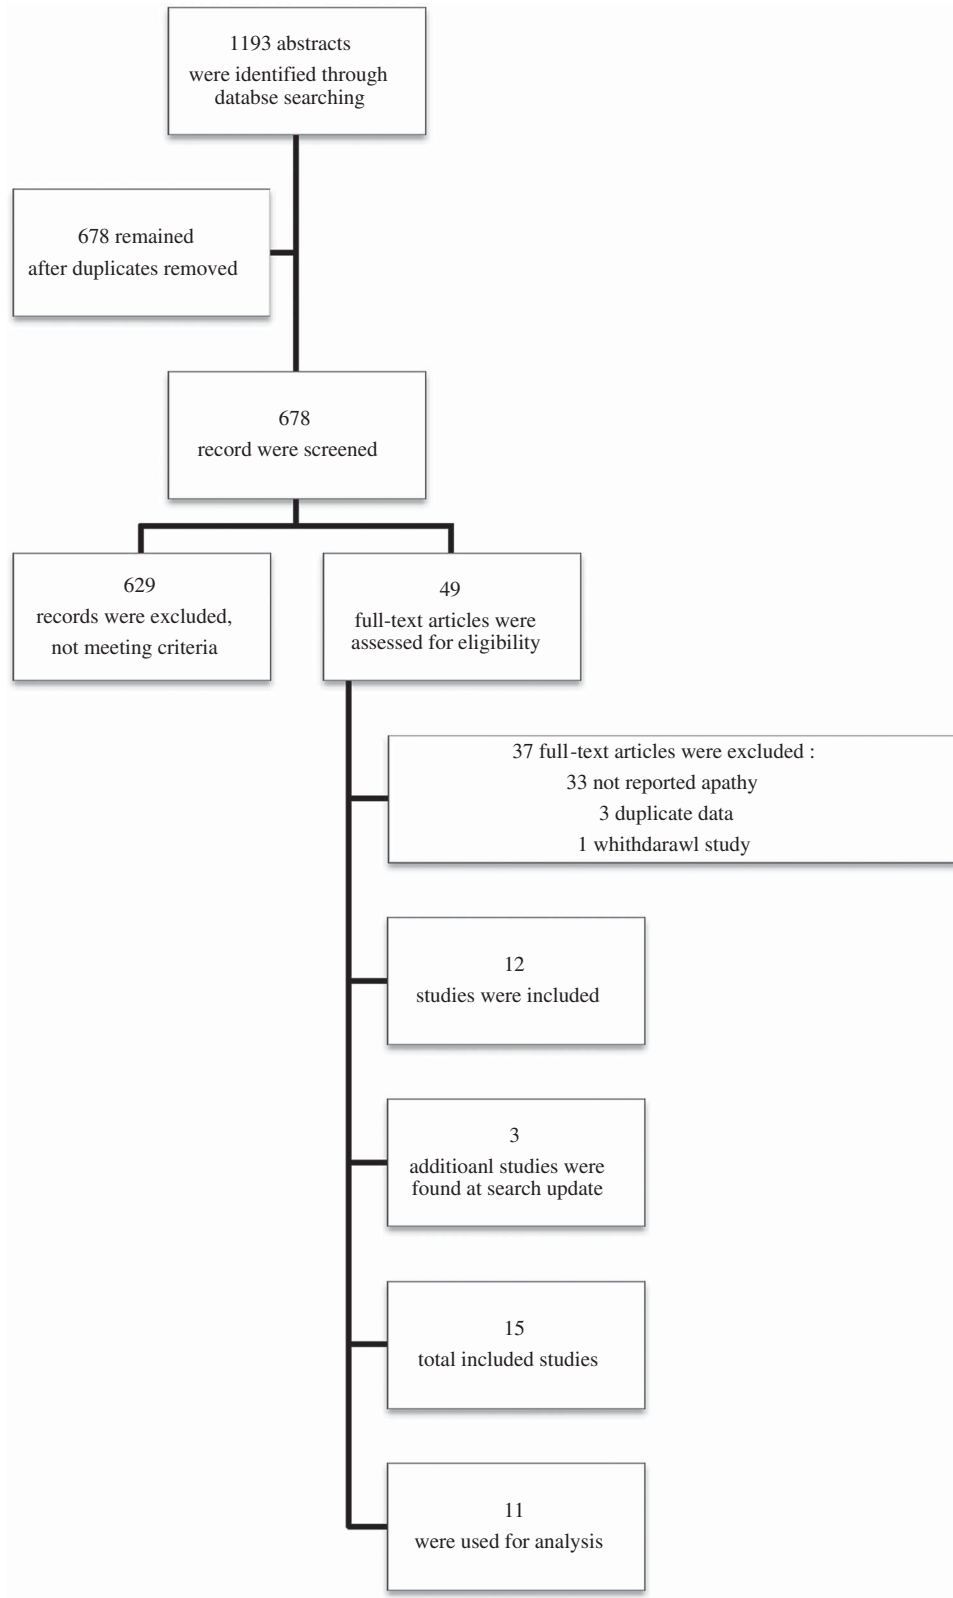 1193 abstracts
were identified through
databse searching
678 remained
after duplicates removed
678
record were screened
629
records were excluded,
not meeting criteria
49
full-text articles were
assessed for eligibility
37 full-text articles were excluded :
33 not reported apathy
3 duplicate data
1 whithdarawl study
12
studies were included
3
additioanl studies were
found at search update
15
total included studies
11
were used for analysis